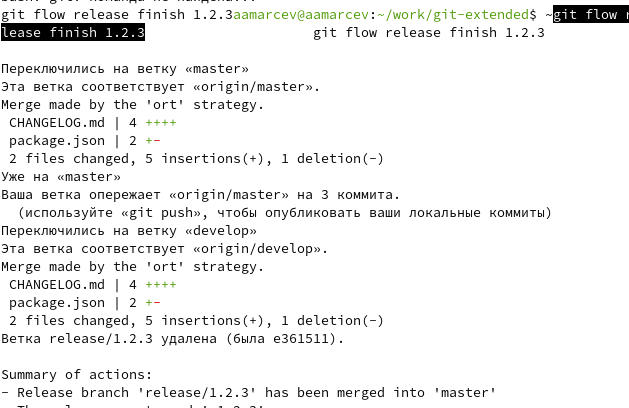 git flow release finish 1.2.3aamarcev@aamarcev:~/work/git-extended$ ~git flow r
lease finish 1.2.3 git flow release finish 1.2.3
Переключились на ветку «master»
Эта ветка соответствует «origin/master».
Merge made by the 'ort' strategy.
CHANGELOG.md | 4 ++++
package.json | 2 +-
2 files changed, 5 insertions(+), 1 deletion(-)
Уже на «master»
Ваша ветка опережает «origin/master» на 3 коммита.
(используйте «git push», чтобы опубликовать ваши локальные коммиты)
Переключились на ветку «develop»
Эта ветка соответствует «origin/develop».
Merge made by the 'ort' strategy.
CHANGELOG.md | 4 ++++
package.json | 2 +-
2 files changed, 5 insertions(+), 1 deletion(-)
Ветка release/1.2.3 удалена (была e361511).
Summary of actions:
- Release branch 'release/1.2.3' has been merged into 'master'